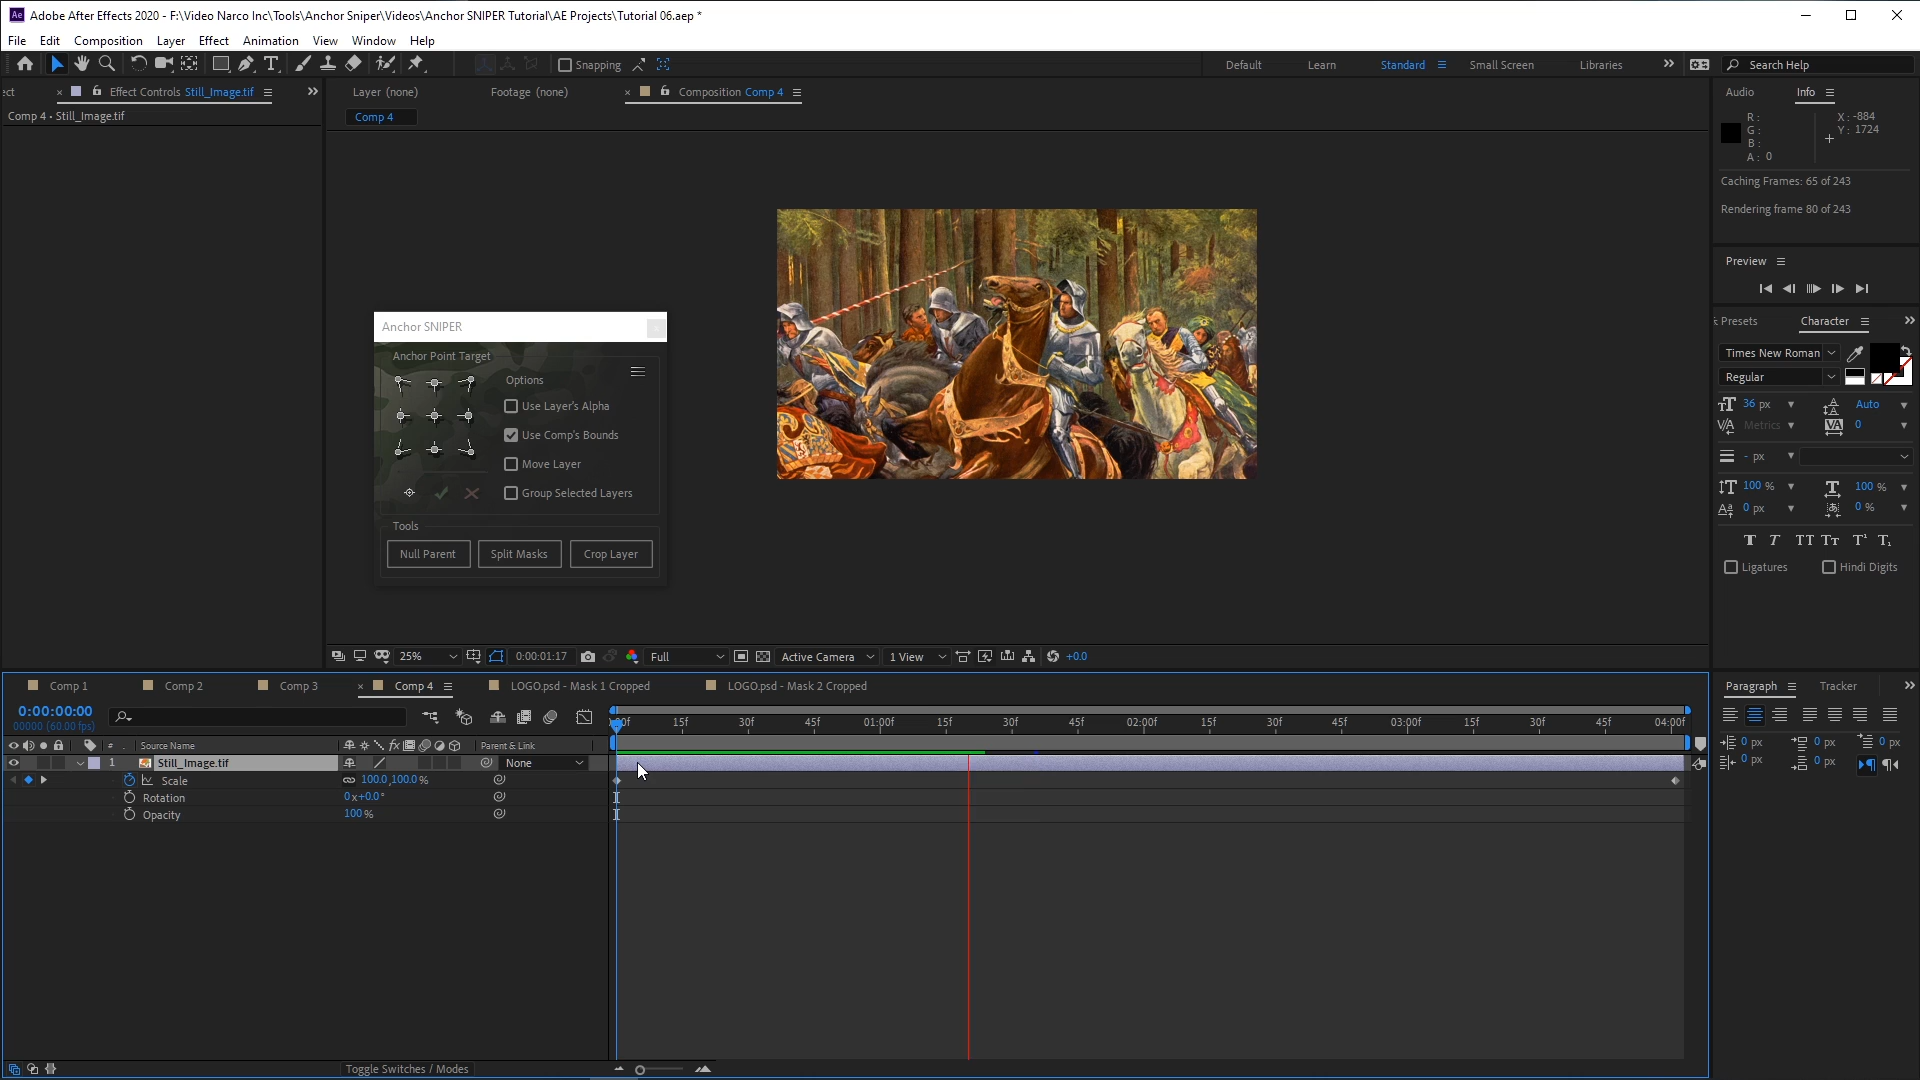 Adobe After Effects 2020 - F:\Video Narco Inc\Tools\Anchor Sniper\Videos\Anchor SNIPER Tutorial\AE Projects\Tutorial 06.aep *
File Edit Composition Layer Effect Animation View Window Help
Snapping Default Learn Standard Small Screen Libraries Search Help
ect Effect Controls Still_Image.tif Layer (none) Footage (none) Composition Comp 4 Audio Info
Comp 4 • Still_Image.tif
Comp 4
R :
G :
B :
A : 0
X : -884
Y : 1724
Caching Frames: 65 of 243
Rendering frame 80 of 243
Preview
Presets Character
Times New Roman
Regular
36 px Auto
Metrics 0
- px
100 % 100 %
0 px 0 %
Ligatures Hindi Digits
Anchor SNIPER
Anchor Point Target
Options
Use Layer's Alpha
Use Comp's Bounds
Move Layer
Group Selected Layers
Tools
Null Parent Split Masks Crop Layer
25% 0:00:01:17 Full Active Camera 1 View +0.0
Comp 1 Comp 2 Comp 3 Comp 4 LOGO.psd - Mask 1 Cropped LOGO.psd - Mask 2 Cropped
Paragraph Tracker
0:00:00:00
00000 (60.00 fps)
:00f 15f 30f 45f 01:00f 15f 30f 45f 02:00f 15f 30f 45f 03:00f 15f 30f 45f 04:00f
# Source Name fx Parent & Link
1 Still_Image.tif None
Scale 100.0,100.0 %
Rotation 0x+0.0°
Opacity 100 %
0 px 0 px 0 px
0 px 0 px
Toggle Switches / Modes